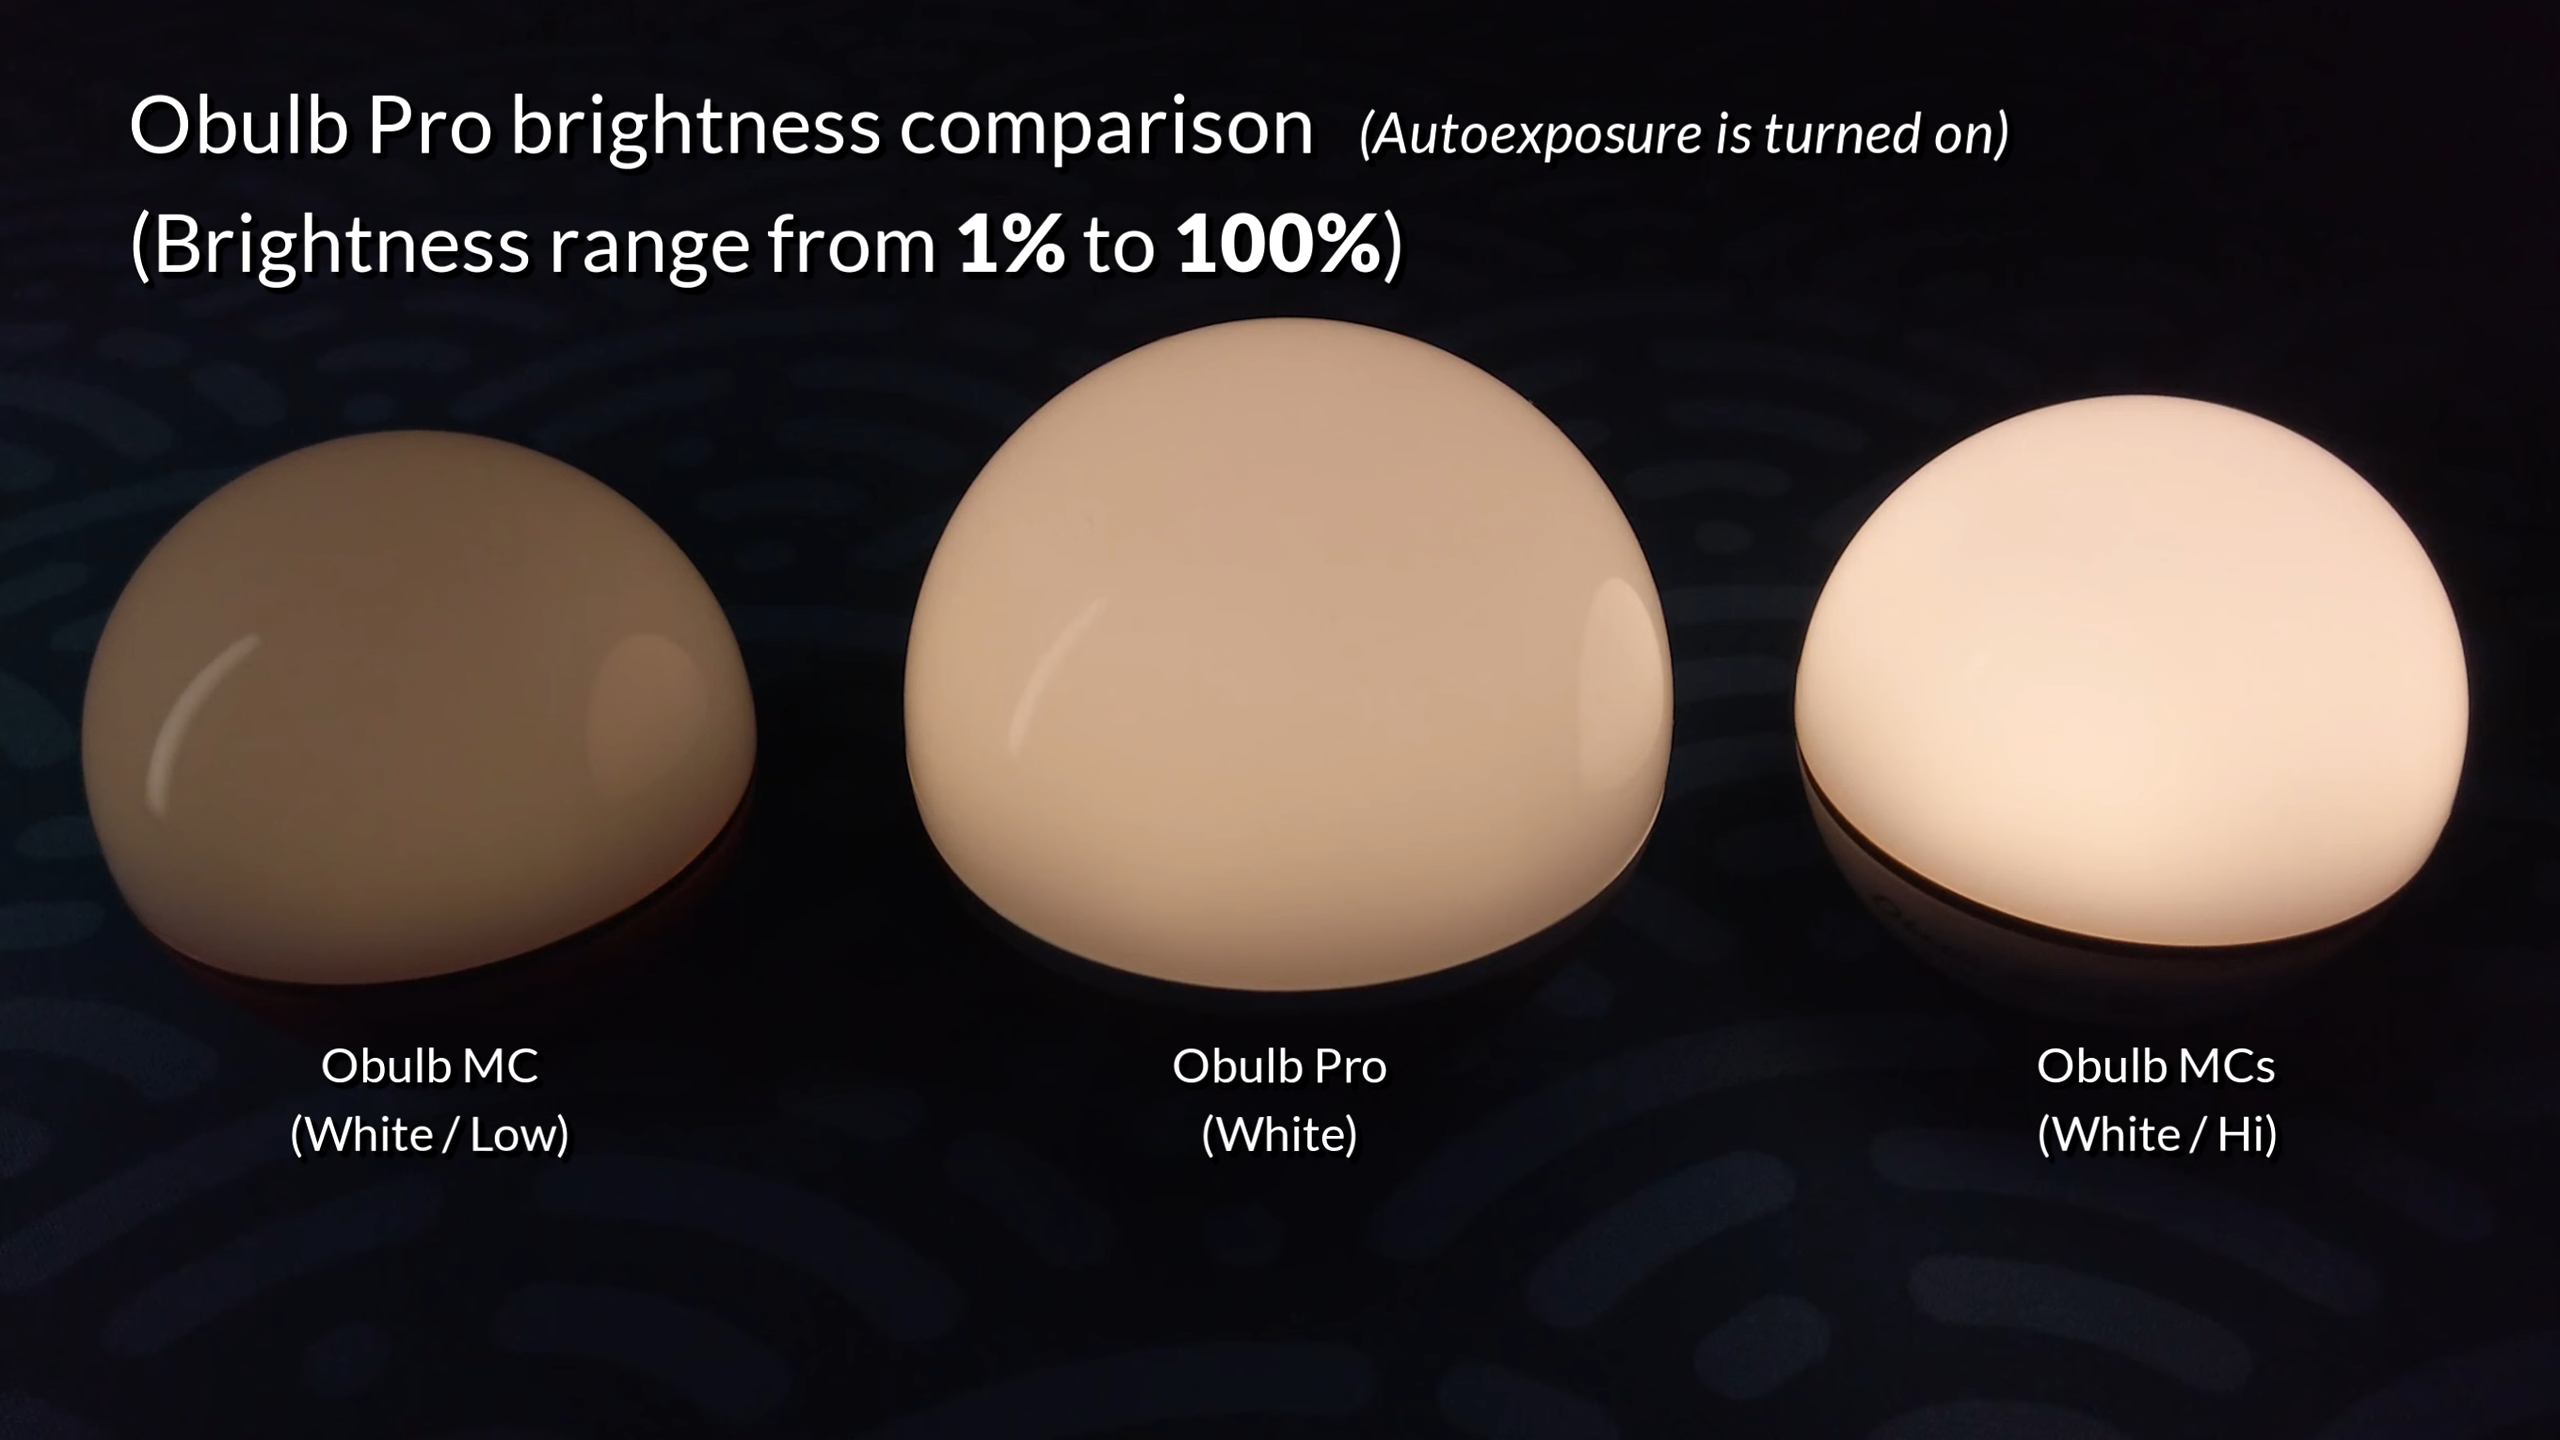 Obulb Pro brightness comparison (Autoexposure is turned on)
(Brightness range from 1% to 100%)
Obulb MC
(White / Low)
Obulb Pro
(White)
Obulb MCs
(White / Hi)